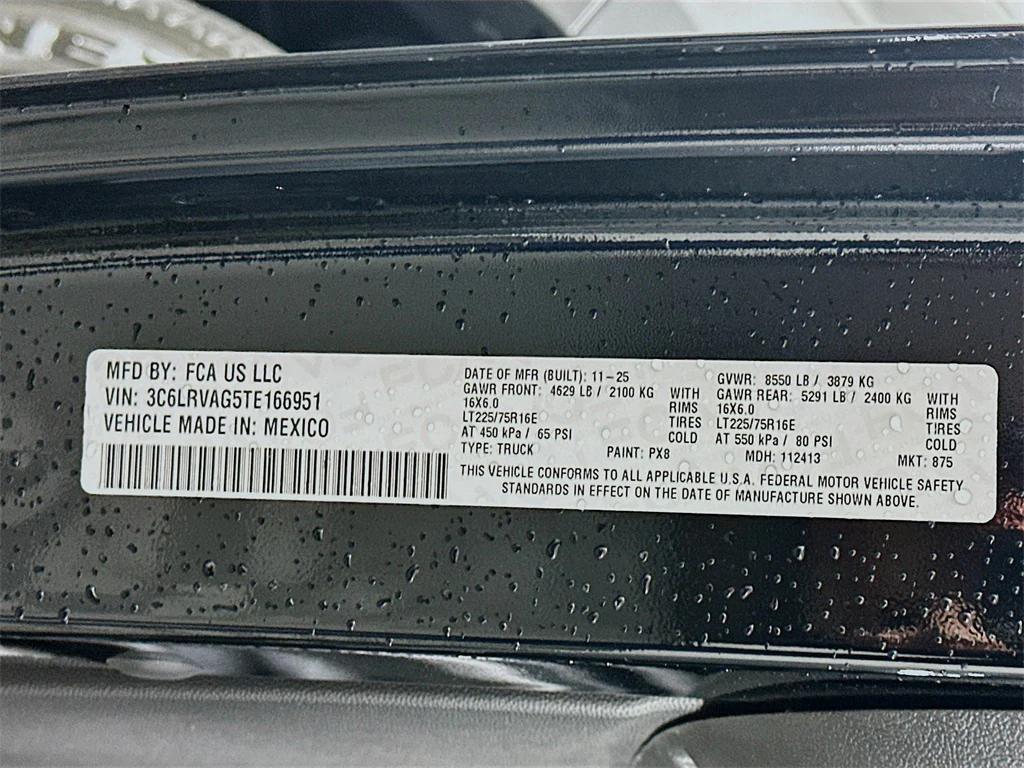 MFD BY: FCA US LLC
VIN: 3C6LRVAG5TE166951
VEHICLE MADE IN: MEXICO
DATE OF MFR (BUILT): 11-25
GAWR FRONT: 4629 LB / 2100 KG
16X6.0
LT225/75R16E
AT 450 kPa / 65 PSI
WITH
RIMS
TIRES
COLD
GVWR: 8550 LB / 3879 KG
GAWR REAR: 5291 LB / 2400 KG
16X6.0
LT225/75R16E
AT 550 kPa / 80 PSI
WITH
RIMS
TIRES
COLD
TYPE: TRUCK PAINT: PX8 MDH: 112413 MKT: 875
THIS VEHICLE CONFORMS TO ALL APPLICABLE U.S.A. FEDERAL MOTOR VEHICLE SAFETY
STANDARDS IN EFFECT ON THE DATE OF MANUFACTURE SHOWN ABOVE.